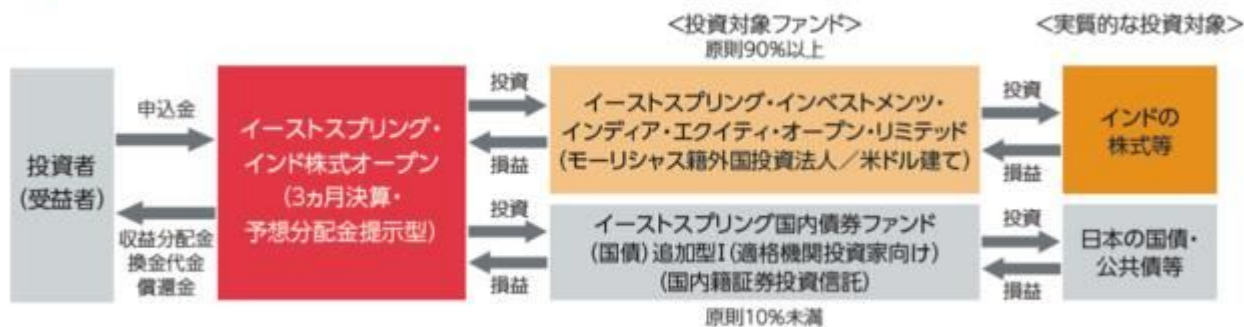 <投資対象ファンド>
原則90%以上
<実質的な投資対象>
投資者
(受益者)
申込金
収益分配金
換金代金
償還金
イーストスプリング・
インド株式オープン
(3ヵ月決算・
予想分配金提示型)
投資
損益
投資
損益
イーストスプリング・インベストメンツ・
インディア・エクイティ・オープン・リミテッド
(モーリシャス籍外国投資法人／米ドル建て)
投資
損益
インドの
株式等
イーストスプリング国内債券ファンド
(国債)追加型I(適格機関投資家向け)
(国内籍証券投資信託)
原則10%未満
投資
損益
日本の国債・
公共債等